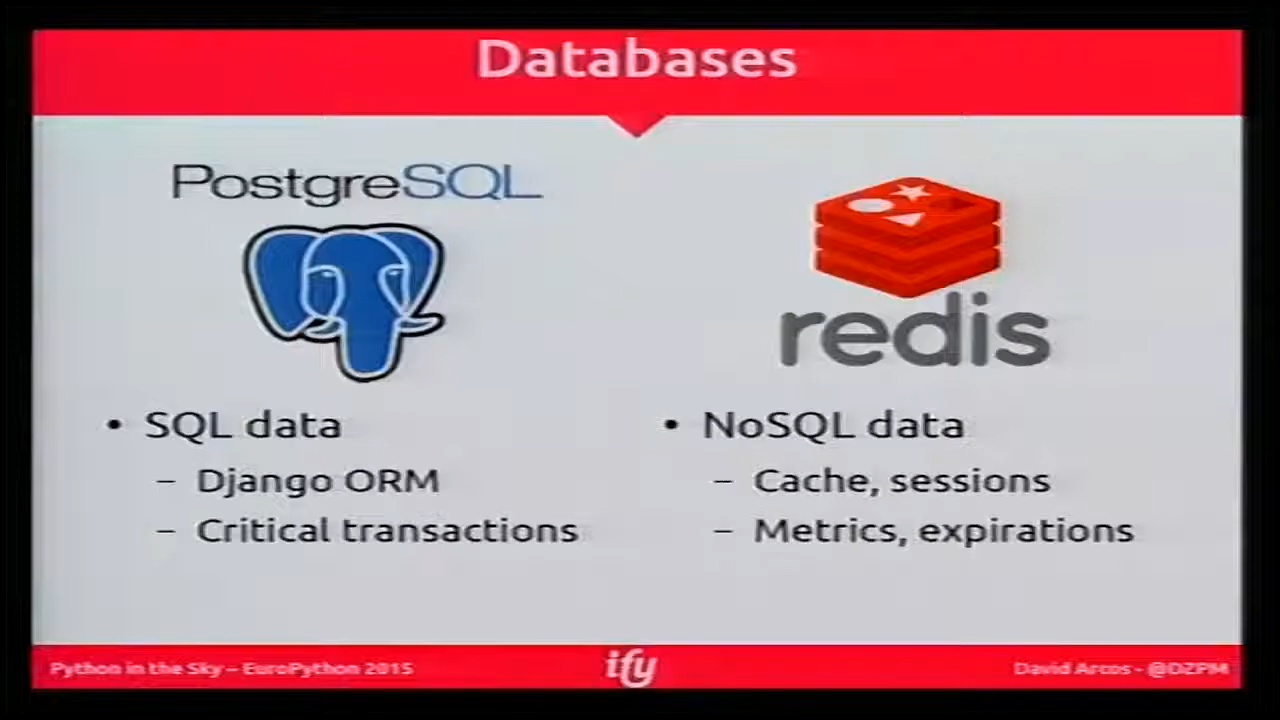 Databases
PostgreSQL
redis
• SQL data
– Django ORM
– Critical transactions
• NoSQL data
– Cache, sessions
– Metrics, expirations
Python in the Sky – EuroPython 2015
ify
David Arcos - @DZPM